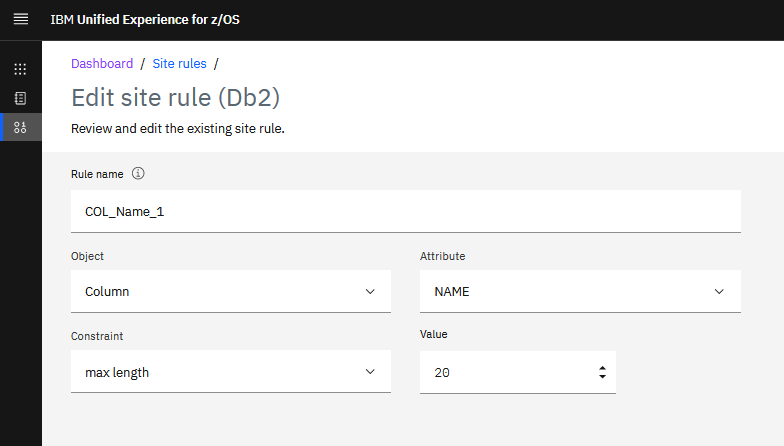 IBM Unified Experience for z/OS
Dashboard / Site rules /
Edit site rule (Db2)
Review and edit the existing site rule.
Rule name
COL_Name_1
Object
Attribute
Column
NAME
Constraint
Value
max length
20